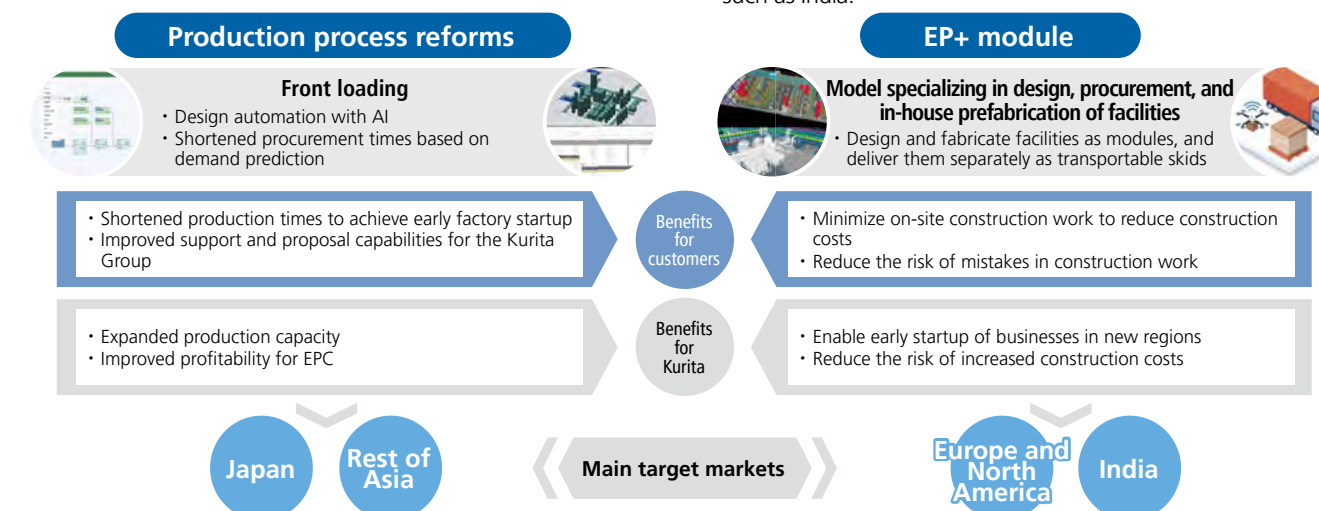 such as India.
Production process reforms
EP+ module
Front loading
・Design automation with AI
・Shortened procurement times based on
demand prediction
Model specializing in design, procurement, and
in-house prefabrication of facilities
・Design and fabricate facilities as modules, and
deliver them separately as transportable skids
・Shortened production times to achieve early factory startup
・Improved support and proposal capabilities for the Kurita
Group
Benefits
for
customers
・Minimize on-site construction work to reduce construction
costs
・Reduce the risk of mistakes in construction work
・Expanded production capacity
・Improved profitability for EPC
Benefits
for
Kurita
・Enable early startup of businesses in new regions
・Reduce the risk of increased construction costs
Japan
Rest of
Asia
Main target markets
Europe and
North
America
India